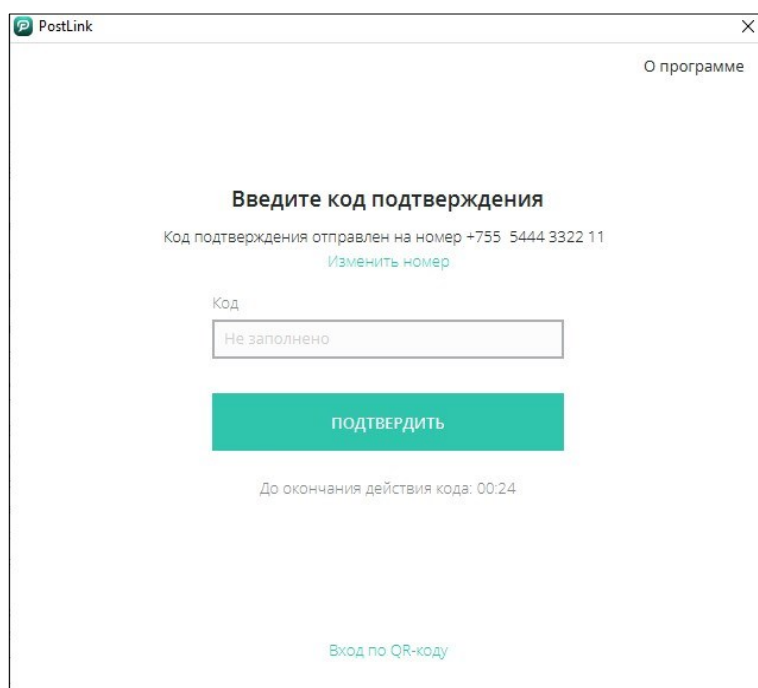 PostLink
О программе
Введите код подтверждения
Код подтверждения отправлен на номер +755 5444 3322 11
Изменить номер
Код
Не заполнено
ПОДТВЕРДИТЬ
До окончания действия кода: 00:24
Вход по QR-коду